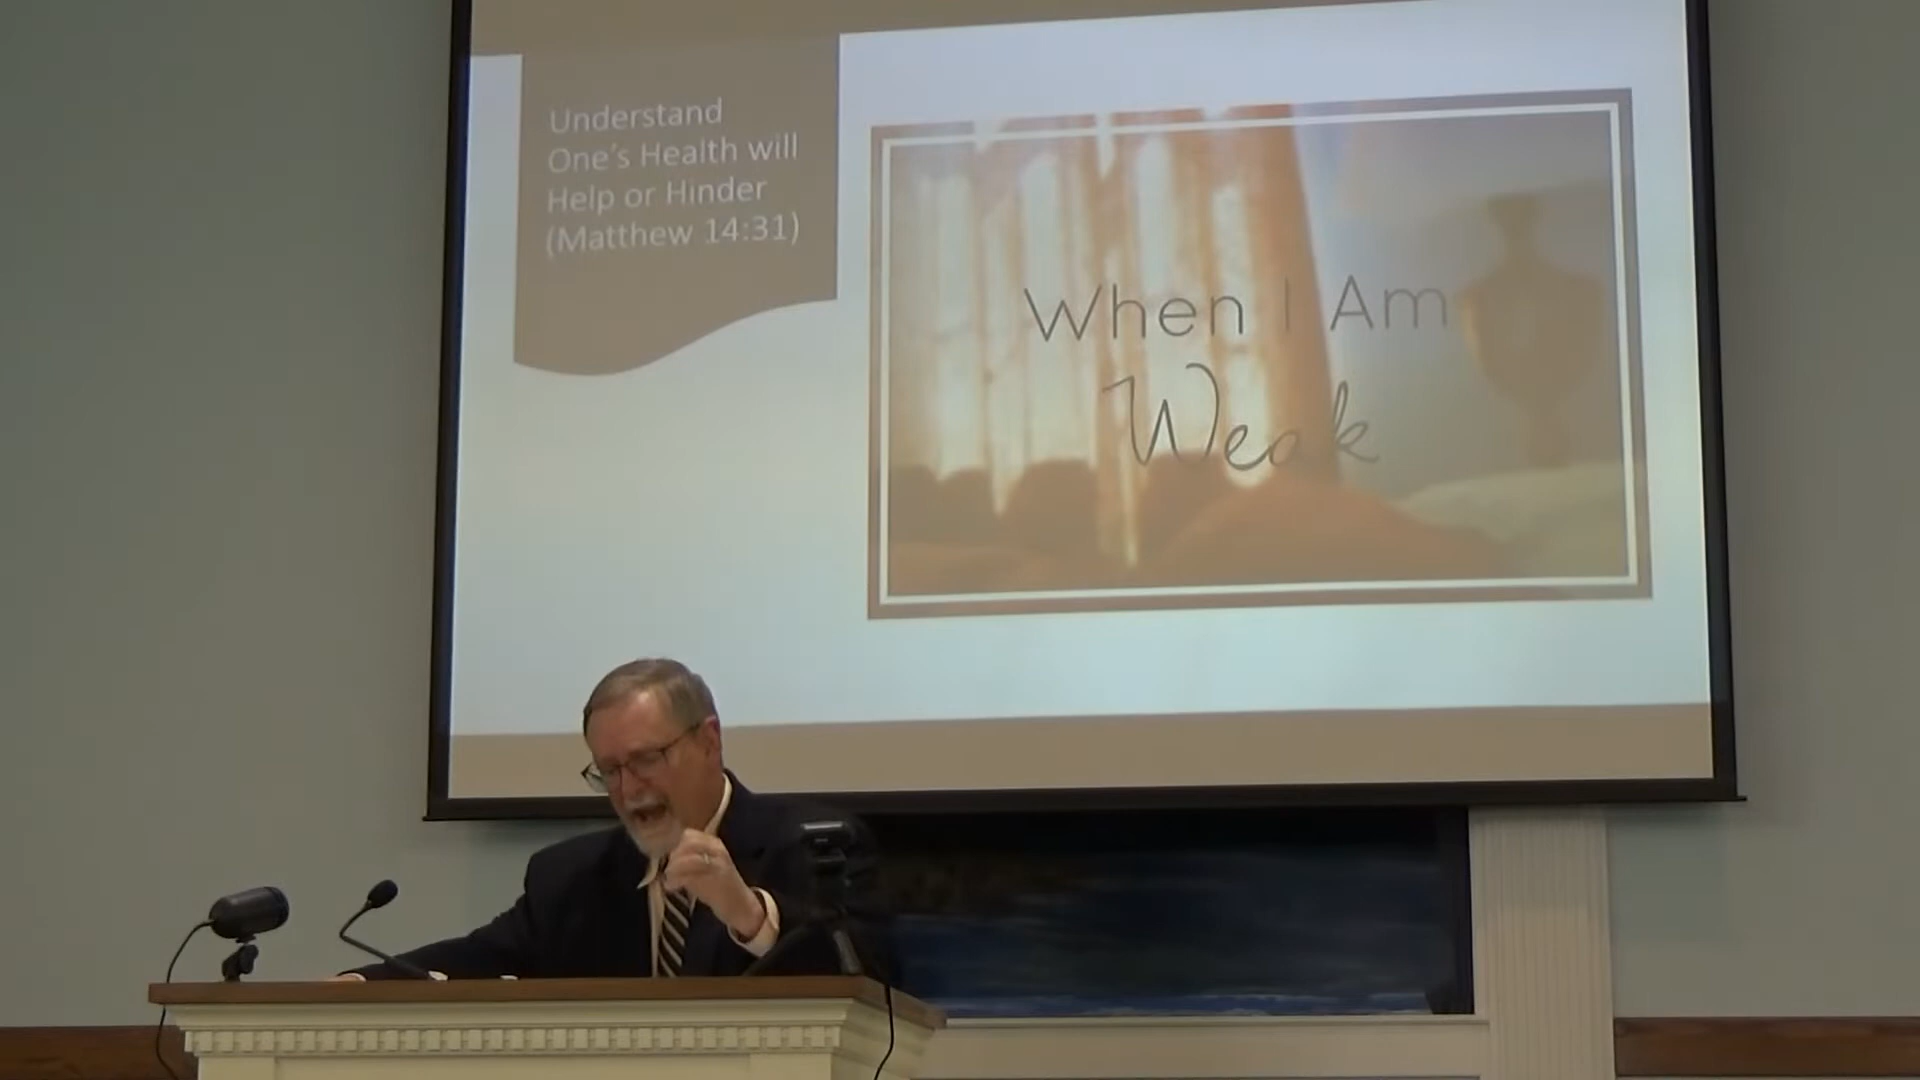 Understand
One's Health will
Help or Hinder
(Matthew 14:31)
When I Am
Weak